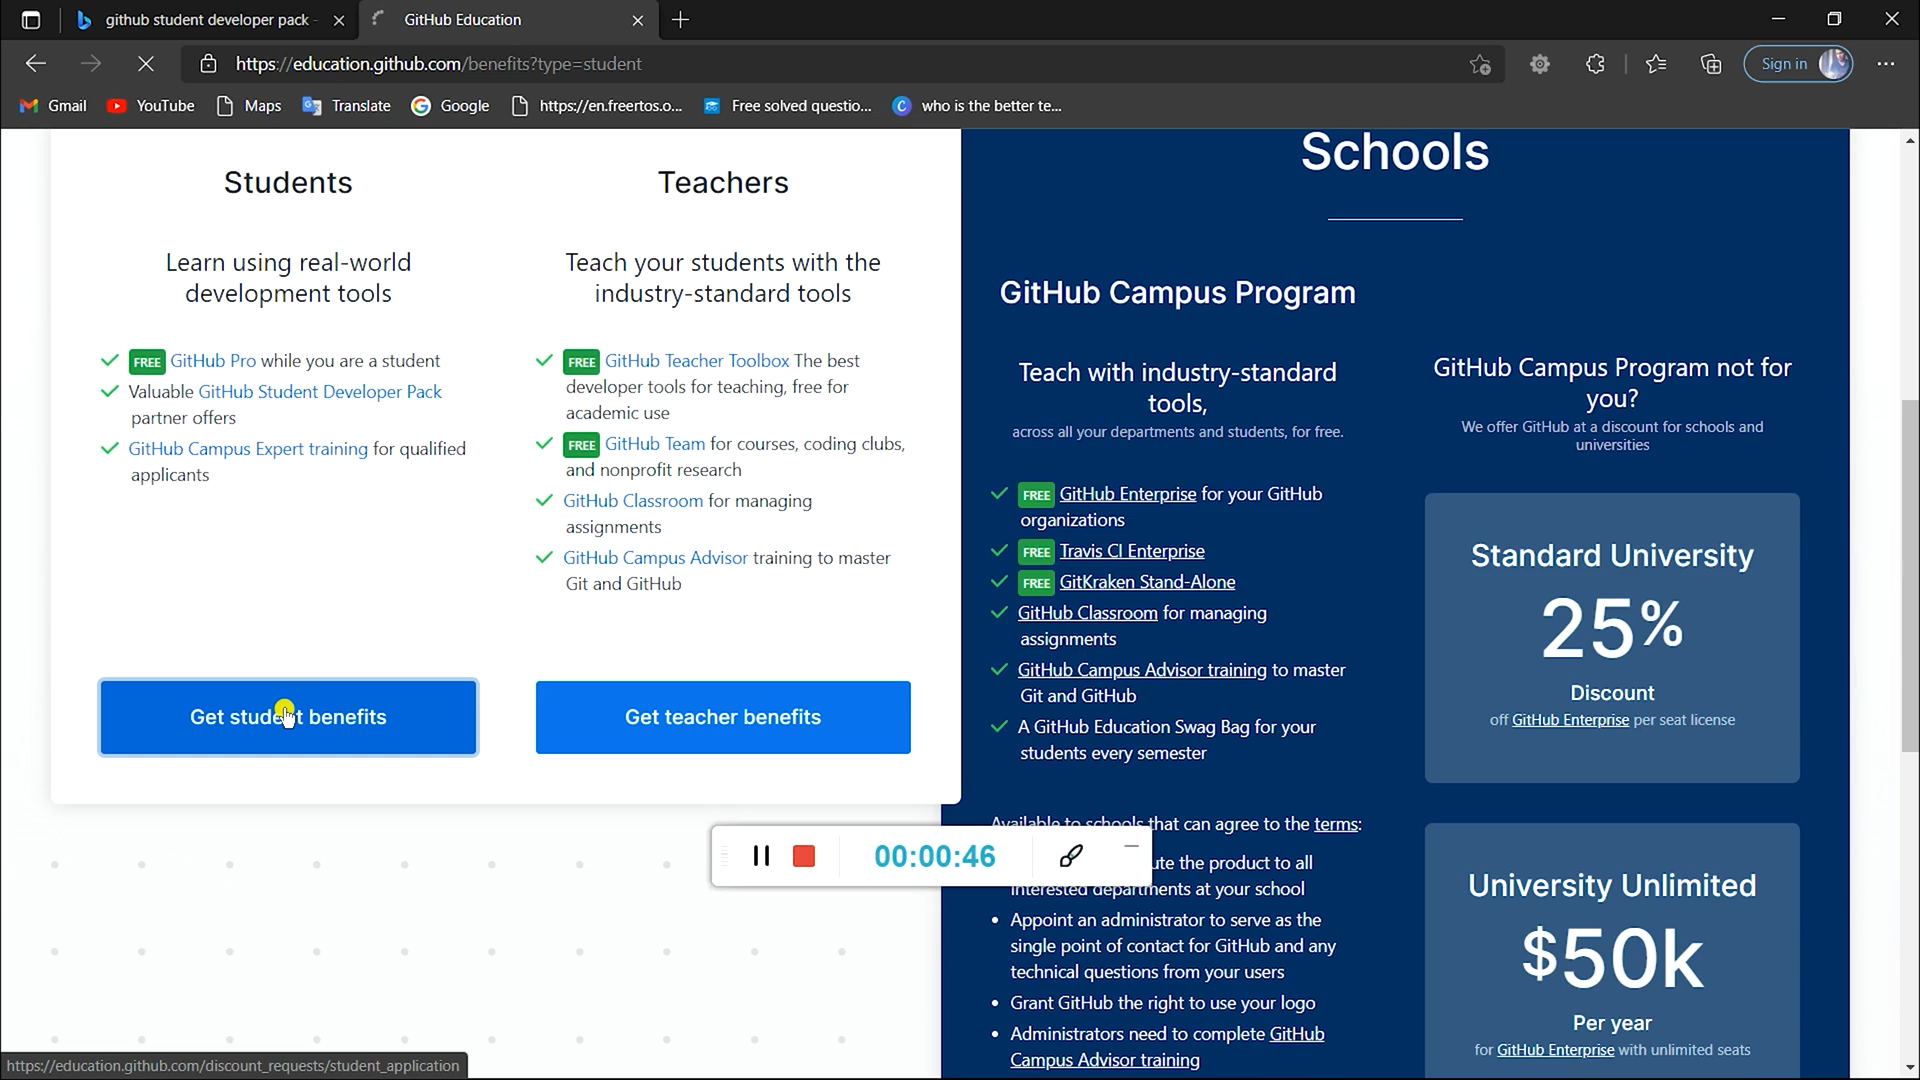 github student developer pack
GitHub Education
https://education.github.com/benefits?type=student
Sign in
Gmail
YouTube
Maps
Translate
Google
https://en.freertos.o...
Free solved questio...
who is the better te...
Students
Learn using real-world
development tools
FREE GitHub Pro while you are a student
Valuable GitHub Student Developer Pack
partner offers
GitHub Campus Expert training for qualified
applicants
Get student benefits
Teachers
Teach your students with the
industry-standard tools
FREE GitHub Teacher Toolbox The best
developer tools for teaching, free for
academic use
FREE GitHub Team for courses, coding clubs,
and nonprofit research
GitHub Classroom for managing
assignments
GitHub Campus Advisor training to master
Git and GitHub
Get teacher benefits
Schools
GitHub Campus Program
Teach with industry-standard
tools,
across all your departments and students, for free.
FREE GitHub Enterprise for your GitHub
organizations
FREE Travis CI Enterprise
FREE GitKraken Stand-Alone
GitHub Classroom for managing
assignments
GitHub Campus Advisor training to master
Git and GitHub
A GitHub Education Swag Bag for your
students every semester
Available to schools that can agree to the terms:
the product to all
interested departments at your school
• Appoint an administrator to serve as the
single point of contact for GitHub and any
technical questions from your users
• Grant GitHub the right to use your logo
• Administrators need to complete GitHub
Campus Advisor training
GitHub Campus Program not for
you?
We offer GitHub at a discount for schools and
universities
Standard University
25%
Discount
off GitHub Enterprise per seat license
University Unlimited
$50k
Per year
for GitHub Enterprise with unlimited seats
00:00:46
https://education.github.com/discount_requests/student_application